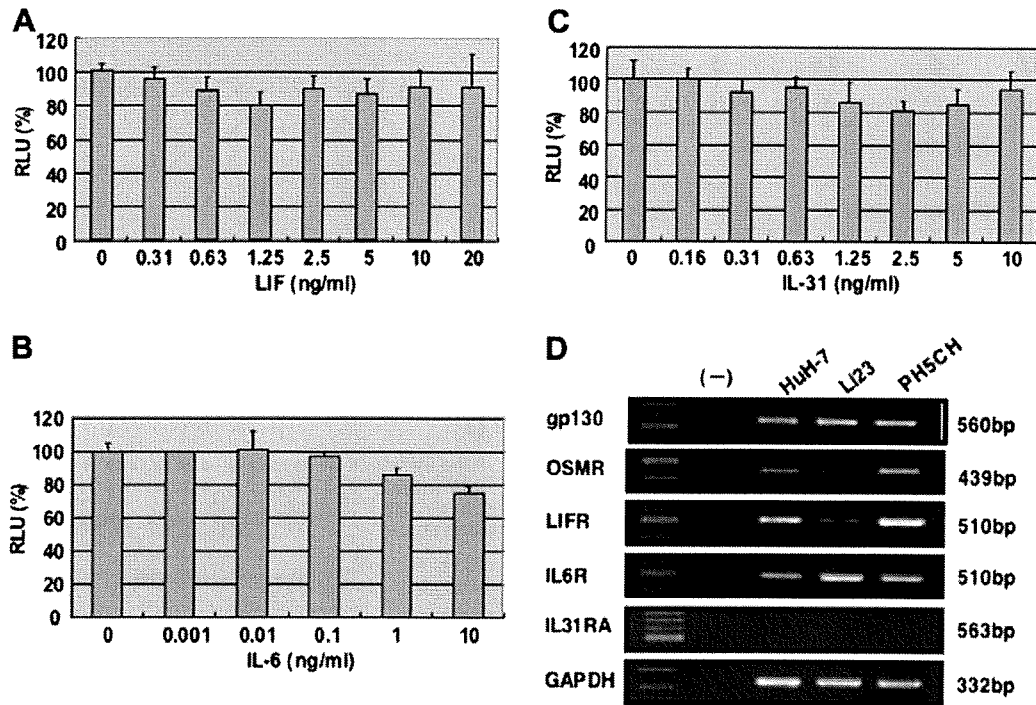 A
120
100
80
60
40
20
0
RLU (%)
0 0.31 0.63 1.25 2.5 5 10 20
LIF (ng/ml)
C
120
100
80
60
40
20
0
RLU (%)
0 0.16 0.31 0.63 1.25 2.5 5 10
IL-31 (ng/ml)
B
120
100
80
60
40
20
0
RLU (%)
0 0.001 0.01 0.1 1 10
IL-6 (ng/ml)
D
(−) HuH-7 Li23 PH5CH
gp130 560bp
OSMR 439bp
LIFR 510bp
IL6R 510bp
IL31RA 563bp
GAPDH 332bp